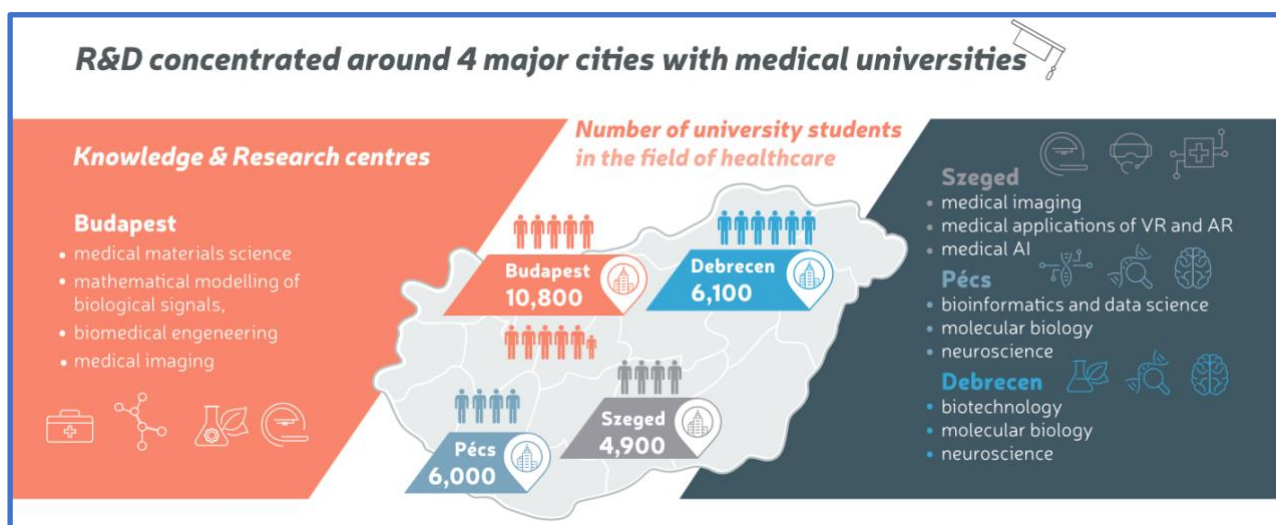 R&D concentrated around 4 major cities with medical universities
Knowledge & Research centres
Budapest
• medical materials science
• mathematical modelling of
biological signals,
• biomedical engeneering
• medical imaging
Number of university students
in the field of healthcare
Budapest
10,800
Debrecen
6,100
Szeged
4,900
Pécs
6,000
Szeged
• medical imaging
• medical applications of VR and AR
• medical AI
Pécs
• bioinformatics and data science
• molecular biology
• neuroscience
Debrecen
• biotechnology
• molecular biology
• neuroscience